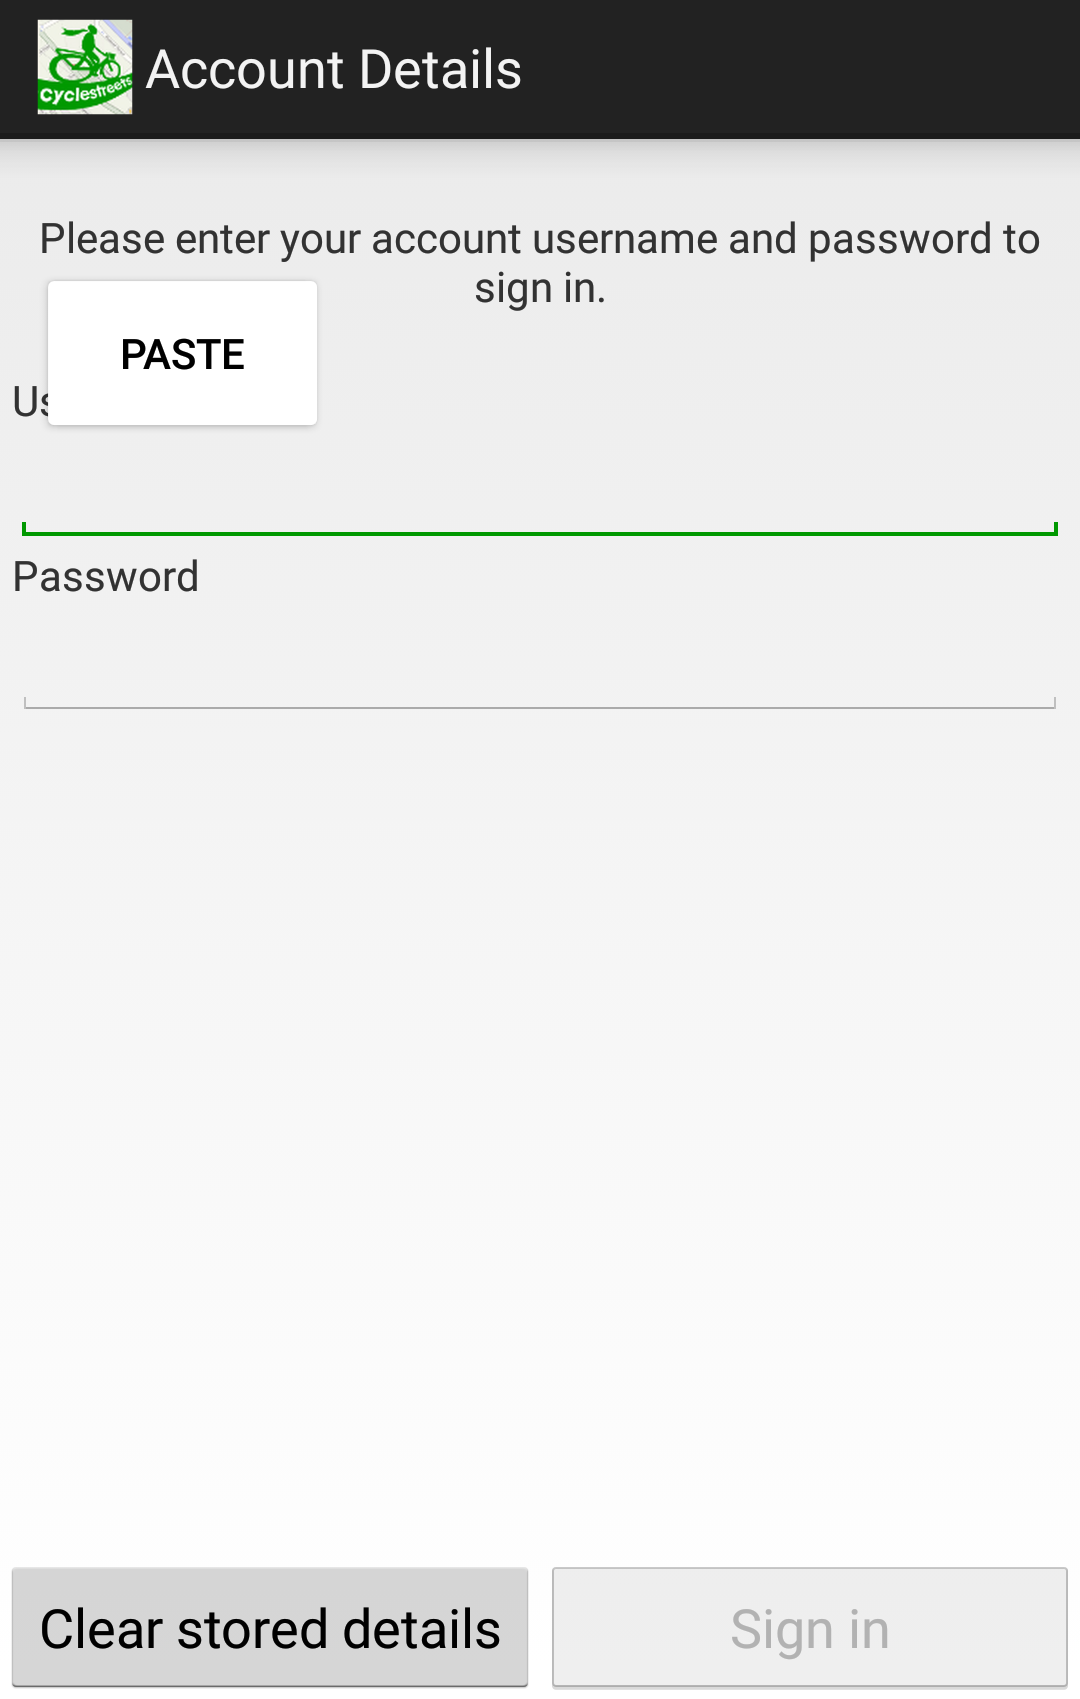 Cyclestreets
Account Details
Please enter your account username and password to
sign in.
PASTE
Us
Password
Clear stored details
Sign in